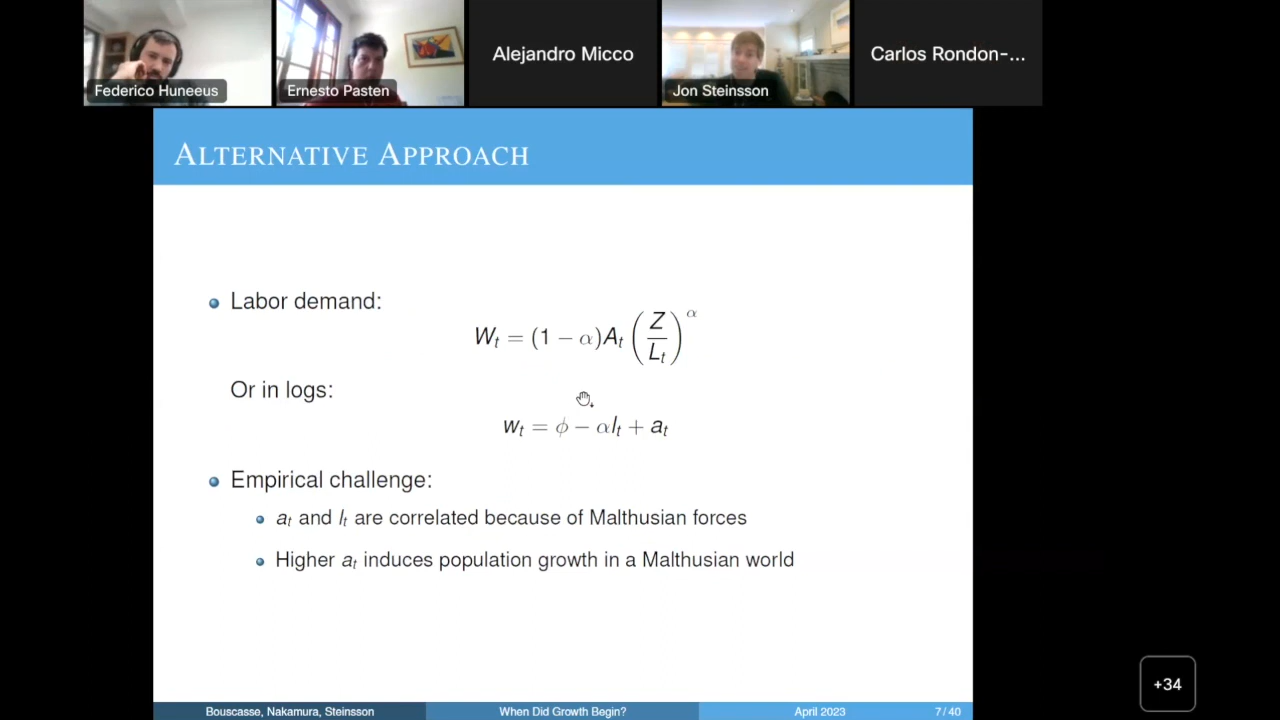 Federico Huneeus
Ernesto Pasten
Alejandro Micco
Jon Steinsson
Carlos Rondon-...
ALTERNATIVE APPROACH
Labor demand:
W_t = (1 − α)A_t (Z/L_t)^α
Or in logs:
w_t = ϕ − αl_t + a_t
Empirical challenge:
a_t and l_t are correlated because of Malthusian forces
Higher a_t induces population growth in a Malthusian world
+34
Bouscasse, Nakamura, Steinsson When Did Growth Begin? April 2023 7 / 40